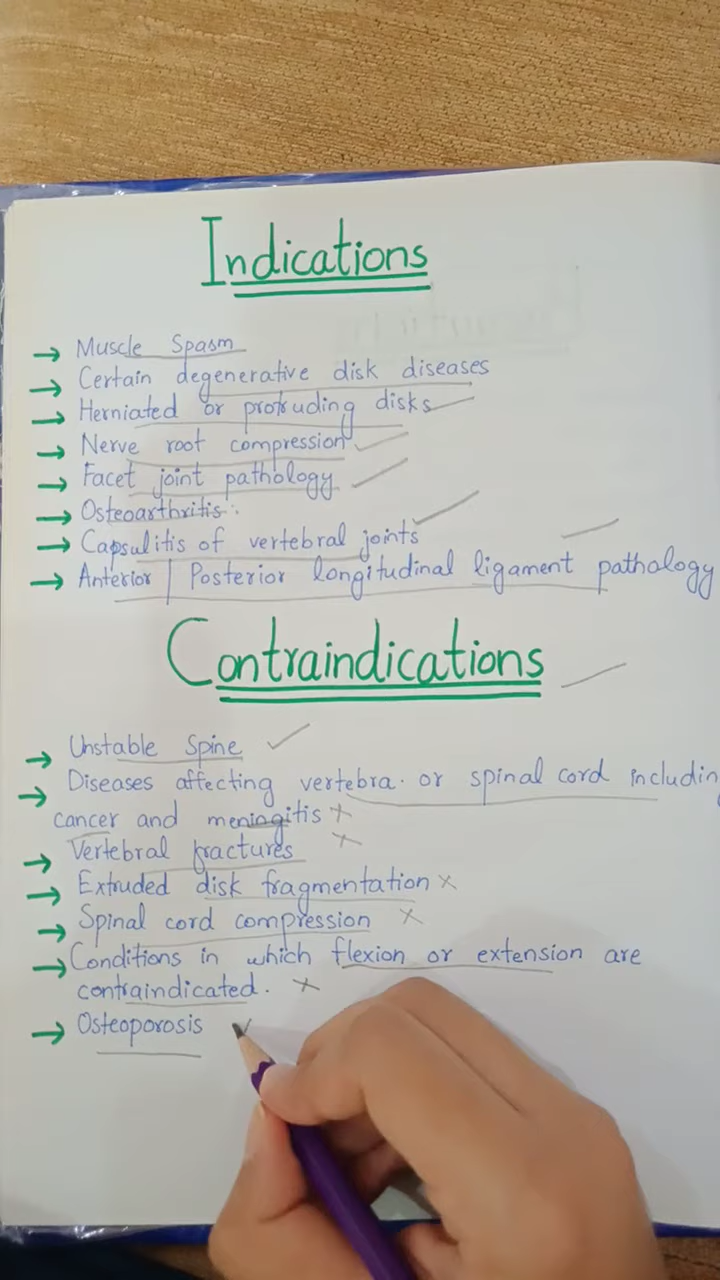 Indications
→ Muscle Spasm
→ Certain degenerative disk diseases
→ Herniated or protruding disks
→ Nerve root compression
→ Facet joint pathology
→ Osteoarthritis.
→ Capsulitis of vertebral joints
→ Anterior | Posterior longitudinal ligament pathalogy
Contraindications
→ Unstable Spine
→ Diseases affecting vertebra. or spinal cord includin
cancer and meningitis
→ Vertebral fractures
→ Extruded disk fragmentation
→ Spinal cord compression
→ Conditions in which flexion or extension are
contraindicated.
→ Osteoporosis